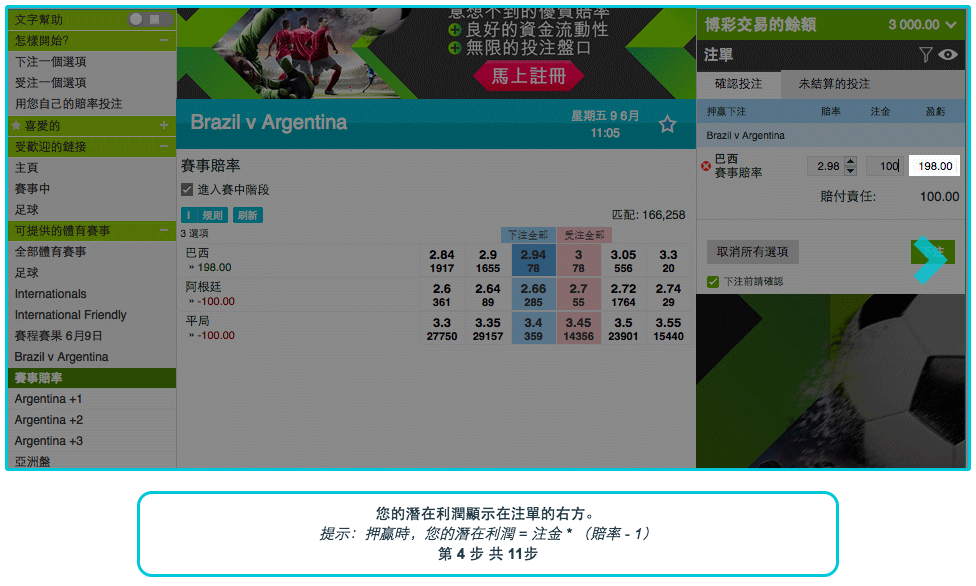 文字幫助
關
怎樣開始?
下注一個選項
受注一個選項
用您自己的賠率投注
喜愛的
受歡迎的鏈接
主頁
賽事中
足球
可提供的體育賽事
全部體育賽事
足球
Internationals
International Friendly
賽程賽果 6月9日
Brazil v Argentina
賽事賠率
Argentina +1
Argentina +2
Argentina +3
亞洲盤
意想不到的優質賠率
良好的資金流動性
無限的投注盤口
馬上註冊
Brazil v Argentina
星期五 9 6月
11:05
賽事賠率
進入賽中階段
規則 刷新
匹配: 166,258
3 選項
下注全部 受注全部
巴西 2.84 2.9 2.94 3 3.05 3.3
» 198.00 1917 1655 78 78 556 20
阿根廷 2.6 2.64 2.66 2.7 2.72 2.74
» -100.00 361 89 285 55 1764 29
平局 3.3 3.35 3.4 3.45 3.5 3.55
» -100.00 27750 29157 359 14356 23901 15440
博彩交易的餘額 3 000.00
注單
確認投注 未結算的投注
押贏下注 賠率 注金 盈虧
Brazil v Argentina
巴西
賽事賠率 2.98 100 198.00
賠付責任: 100.00
取消所有選項 下注
下注前請確認
您的潛在利潤顯示在注單的右方。
提示：押贏時，您的潛在利潤 = 注金 * （賠率 - 1）
第 4 步 共 11步